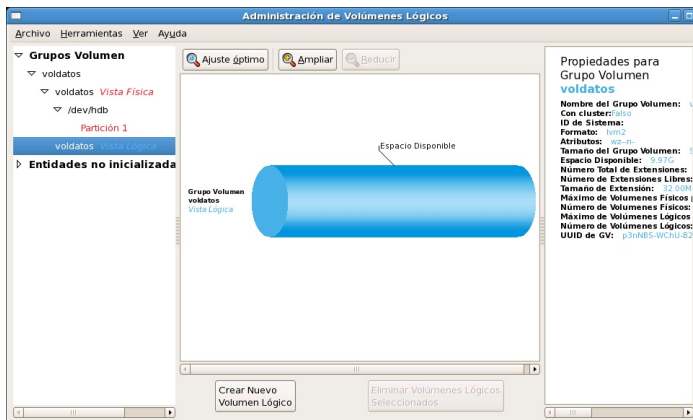 Administración de Volúmenes Lógicos
Archivo Herramientas Ver Ayuda
Grupos Volumen
voldatos
voldatos Vista Física
/dev/hdb
Partición 1
voldatos Vista Lógica
Entidades no inicializada
Ajuste óptimo Ampliar Reducir
Espacio Disponible
Grupo Volumen
voldatos
Vista Lógica
Crear Nuevo
Volumen Lógico
Eliminar Volúmenes Lógicos
Seleccionados
Propiedades para
Grupo Volumen
voldatos
Nombre del Grupo Volumen:
Con cluster:Falso
ID de Sistema:
Formato: lvm2
Atributos: wz--n-
Tamaño del Grupo Volumen:
Espacio Disponible: 9.97G
Número Total de Extensiones:
Número de Extensiones Libres:
Tamaño de Extensión: 32.00M
Máximo de Volumenes Físicos
Número de Volúmenes Físicos:
Máximo de Volúmenes Lógicos
Número de Volúmenes Lógicos:
UUID de GV: p3nNBS-WChU-B2